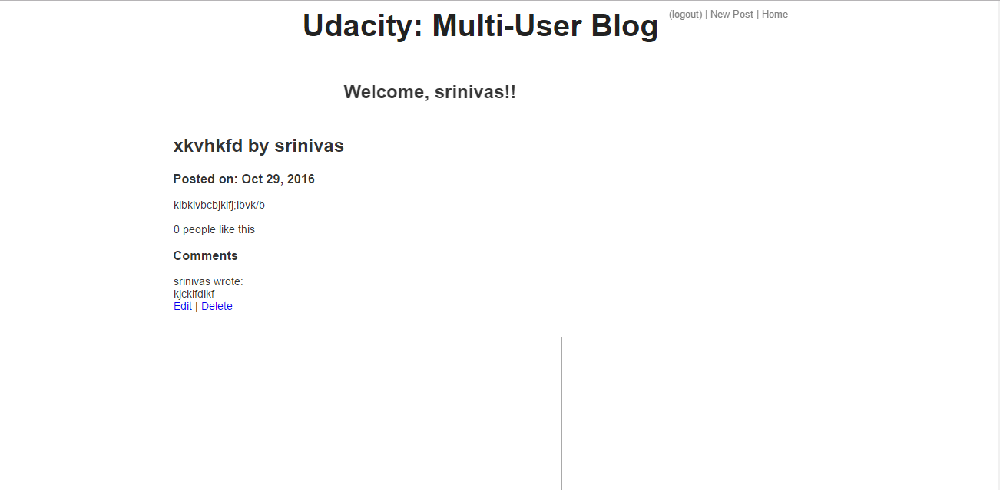 Udacity: Multi-User Blog
(logout) | New Post | Home
Welcome, srinivas!!
xkvhkfd by srinivas
Posted on: Oct 29, 2016
klbklvbcbjklfj;lbvk/b
0 people like this
Comments
srinivas wrote:
kjcklfdlkf
Edit | Delete